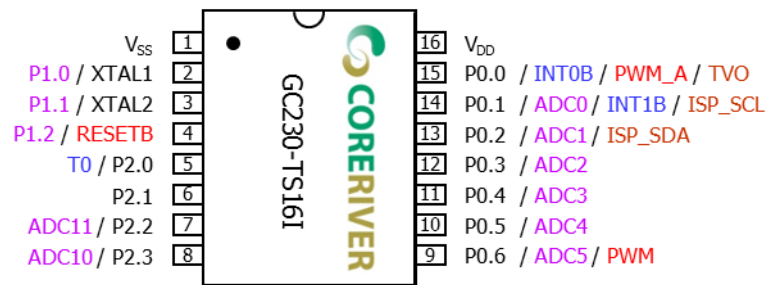 V_SS 1
P1.0 / XTAL1 2
P1.1 / XTAL2 3
P1.2 / RESETB 4
T0 / P2.0 5
P2.1 6
ADC11 / P2.2 7
ADC10 / P2.3 8
GC230-TS16I
CORERIVER
16 V_DD
15 P0.0 / INT0B / PWM_A / TVO
14 P0.1 / ADC0 / INT1B / ISP_SCL
13 P0.2 / ADC1 / ISP_SDA
12 P0.3 / ADC2
11 P0.4 / ADC3
10 P0.5 / ADC4
9 P0.6 / ADC5 / PWM